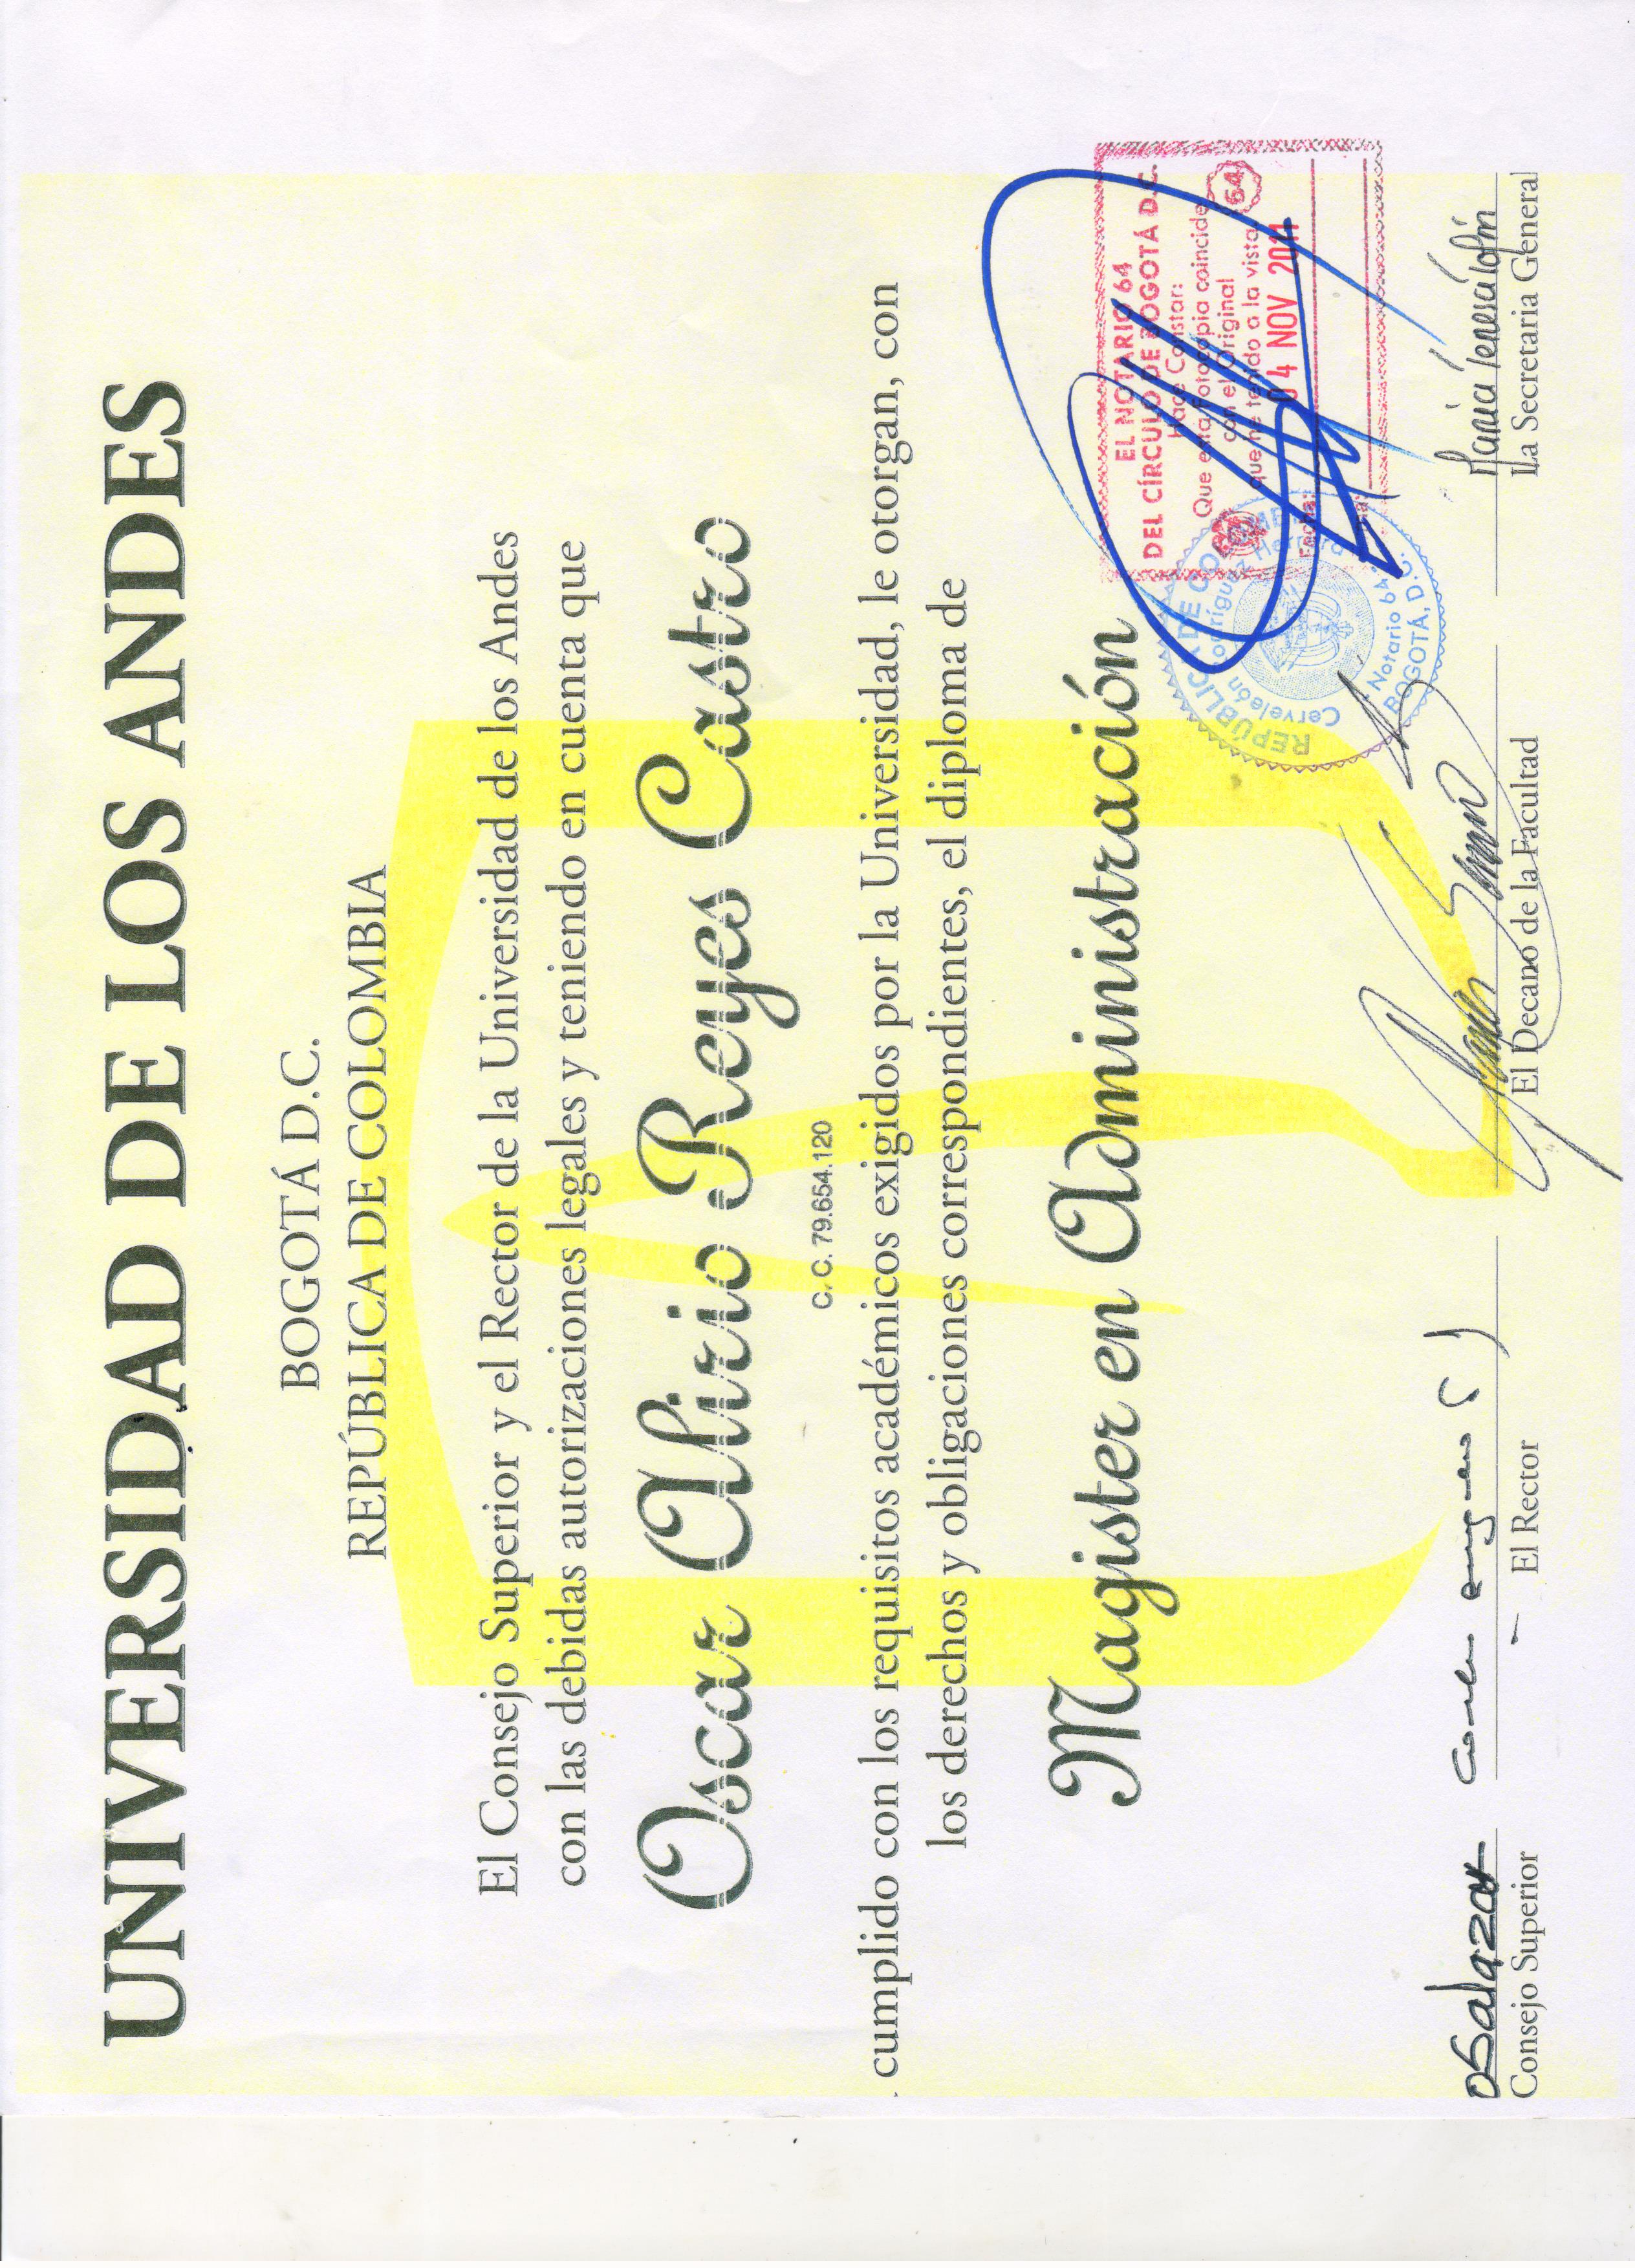 UNIVERSIDAD DE LOS ANDES
BOGOTÁ D.C.
REPÚBLICA DE COLOMBIA
El Consejo Superior y el Rector de la Universidad de los Andes
con las debidas autorizaciones legales y teniendo en cuenta que
Oscar Alirio Reyes Castro
C. C. 79.654.120
cumplido con los requisitos académicos exigidos por la Universidad, le otorgan, con
los derechos y obligaciones correspondientes, el diploma de
Magister en Administración
EL NOTARIO 64
DEL CÍRCULO DE BOGOTÁ D.C.
Hace Constar:
Que esta Fotocopia coincide
con el Original
que he tenido a la vista
64
Fecha: 04 NOV 2011
REPÚBLICA DE COLOMBIA
Cerveleón Rodríguez Herrera
Notario 64
BOGOTÁ, D.C.
OSalazar
Consejo Superior
El Rector
El Decano de la Facultad
La Secretaria General